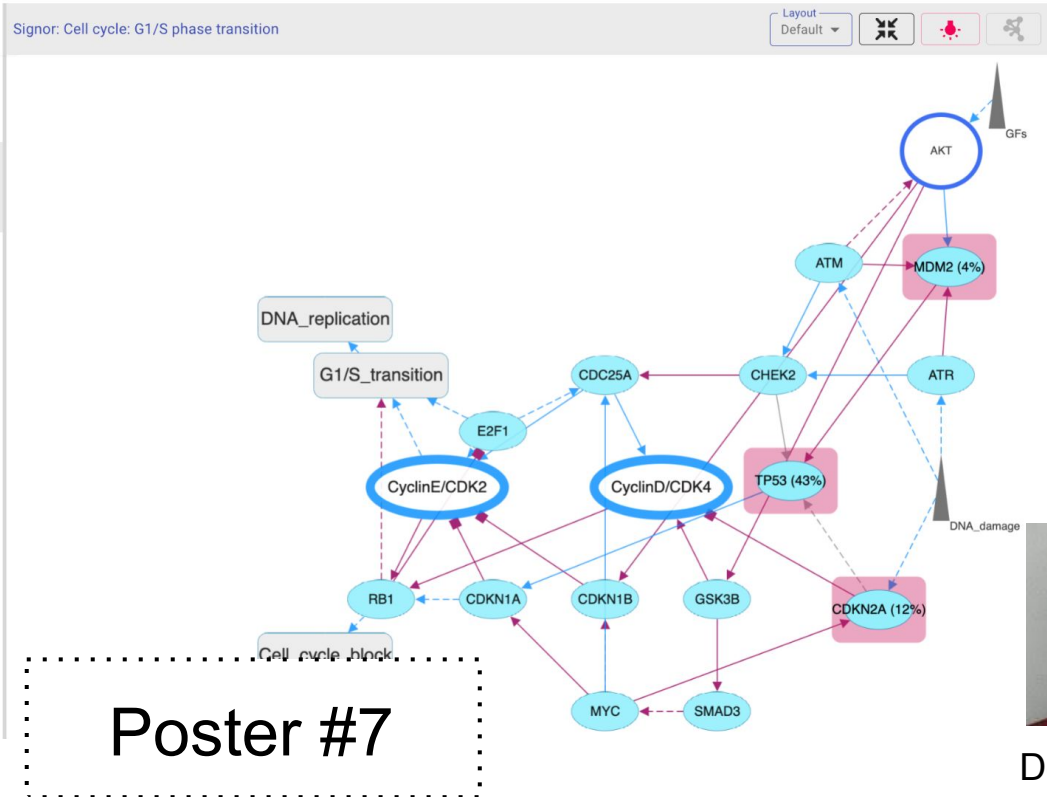 Signor: Cell cycle: G1/S phase transition
Layout
Default
GFs
AKT
ATM
MDM2 (4%)
DNA_replication
G1/S_transition
CDC25A
CHEK2
ATR
E2F1
CyclinE/CDK2
CyclinD/CDK4
TP53 (43%)
DNA_damage
RB1
CDKN1A
CDKN1B
GSK3B
CDKN2A (12%)
Cell_cycle_block
MYC
SMAD3
Poster #7
D